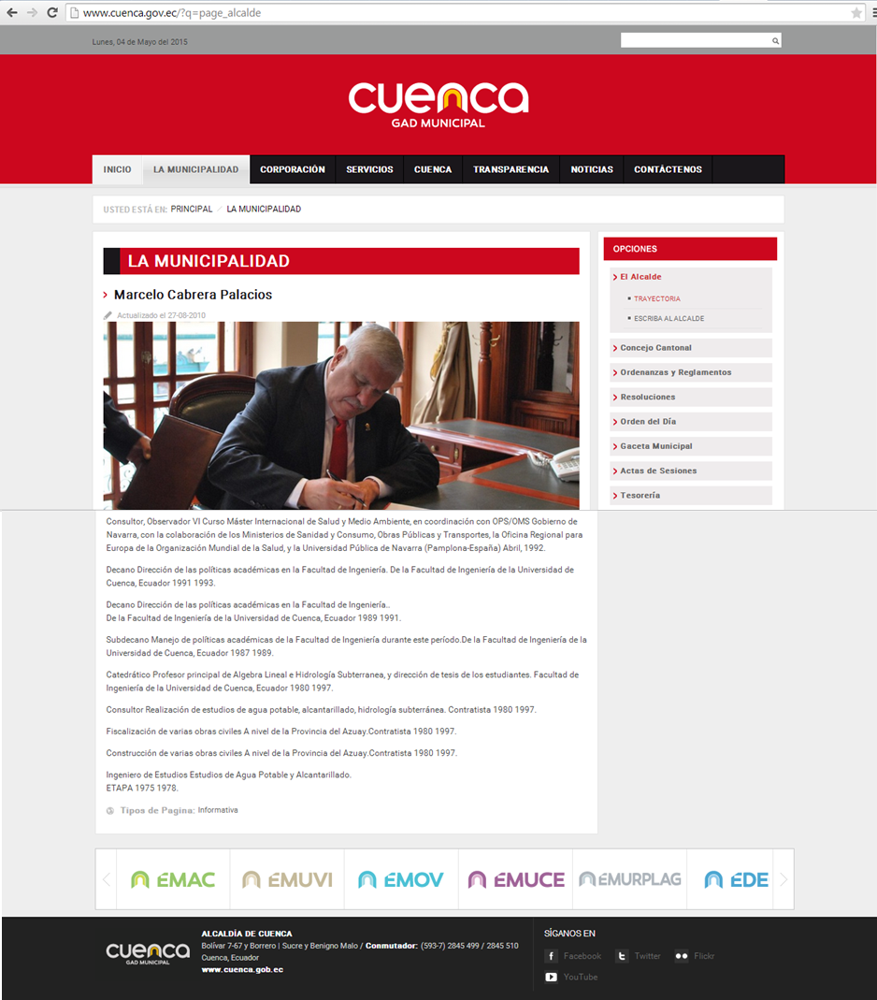 www.cuenca.gov.ec/?q=page_alcalde
Lunes, 04 de Mayo del 2015
cuenca
GAD MUNICIPAL
INICIO LA MUNICIPALIDAD CORPORACIÓN SERVICIOS CUENCA TRANSPARENCIA NOTICIAS CONTÁCTENOS
USTED ESTÁ EN: PRINCIPAL / LA MUNICIPALIDAD
LA MUNICIPALIDAD
Marcelo Cabrera Palacios
Actualizado el 27-08-2010
OPCIONES
El Alcalde
TRAYECTORIA
ESCRIBA AL ALCALDE
Concejo Cantonal
Ordenanzas y Reglamentos
Resoluciones
Orden del Día
Gaceta Municipal
Actas de Sesiones
Tesorería
Consultor, Observador VI Curso Máster Internacional de Salud y Medio Ambiente, en coordinación con OPS/OMS Gobierno de
Navarra, con la colaboración de los Ministerios de Sanidad y Consumo, Obras Públicas y Transportes, la Oficina Regional para
Europa de la Organización Mundial de la Salud, y la Universidad Pública de Navarra (Pamplona-España) Abril, 1992.
Decano Dirección de las políticas académicas en la Facultad de Ingeniería. De la Facultad de Ingeniería de la Universidad de
Cuenca, Ecuador 1991 1993.
Decano Dirección de las políticas académicas en la Facultad de Ingeniería..
De la Facultad de Ingeniería de la Universidad de Cuenca, Ecuador 1989 1991.
Subdecano Manejo de políticas académicas de la Facultad de Ingeniería durante este período.De la Facultad de Ingeniería de la
Universidad de Cuenca, Ecuador 1987 1989.
Catedrático Profesor principal de Algebra Lineal e Hidrología Subterranea, y dirección de tesis de los estudiantes. Facultad de
Ingeniería de la Universidad de Cuenca, Ecuador 1980 1997.
Consultor Realización de estudios de agua potable, alcantarillado, hidrología subterránea. Contratista 1980 1997.
Fiscalización de varias obras civiles A nivel de la Provincia del Azuay.Contratista 1980 1997.
Construcción de varias obras civiles A nivel de la Provincia del Azuay.Contratista 1980 1997.
Ingeniero de Estudios Estudios de Agua Potable y Alcantarillado.
ETAPA 1975 1978.
Tipos de Pagina: Informativa
EMAC EMUVI EMOV EMUCE EMURPLAG EDE
cuenca
GAD MUNICIPAL
ALCALDÍA DE CUENCA
Bolívar 7-67 y Borrero | Sucre y Benigno Malo / Conmutador: (593-7) 2845 499 / 2845 510
Cuenca, Ecuador
www.cuenca.gob.ec
SÍGANOS EN
Facebook Twitter Flickr
YouTube